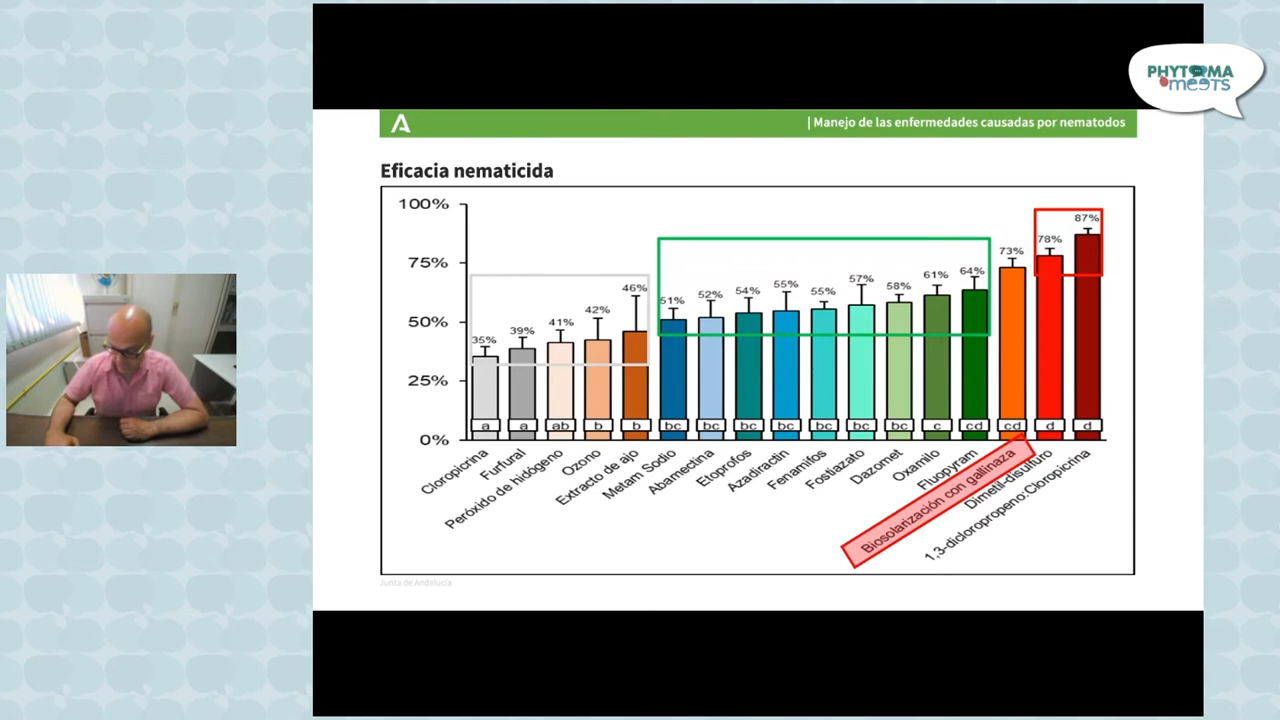 PHYTOMA
meets
| Manejo de las enfermedades causadas por nematodos
Eficacia nematicida
100%
75%
50%
25%
0%
35%
39%
41%
42%
46%
51%
52%
54%
55%
55%
57%
58%
61%
64%
73%
78%
87%
a
a
ab
b
b
bc
bc
bc
bc
bc
bc
bc
c
cd
cd
d
d
Cloropicrina
Furfural
Peróxido de hidógeno
Ozono
Extracto de ajo
Metam Sodio
Abamectina
Etoprofos
Azadiractin
Fenamifos
Fostiazato
Dazomet
Oxamilo
Fluopyram
Biosolarización con gallinaza
Dimetil-disulfuro
1,3-dicloropropeno:Cloropicrina
Junta de Andalucía